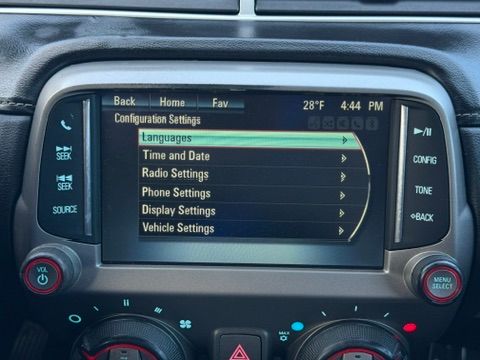 Back Home Fav 28°F 4:44 PM
Configuration Settings
Languages
Time and Date
Radio Settings
Phone Settings
Display Settings
Vehicle Settings
SEEK
SEEK
SOURCE
CONFIG
TONE
BACK
VOL
MENU
SELECT
MAX